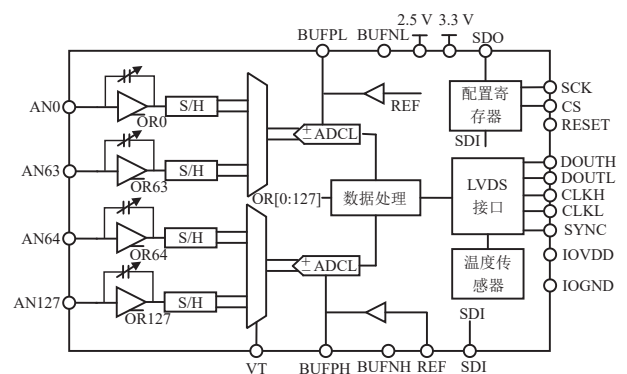 BUFPL
BUFNL
2.5 V
3.3 V
SDO
AN0
OR0
S/H
± ADCL
REF
配置寄
存器
SDI
SCK
CS
RESET
AN63
OR63
S/H
OR[0:127]
数据处理
LVDS
接口
DOUTH
DOUTL
CLKH
CLKL
SYNC
AN64
OR64
S/H
± ADCL
温度传
感器
IOVDD
IOGND
AN127
OR127
S/H
SDI
VT
BUFPH
BUFNH
REF
SDI